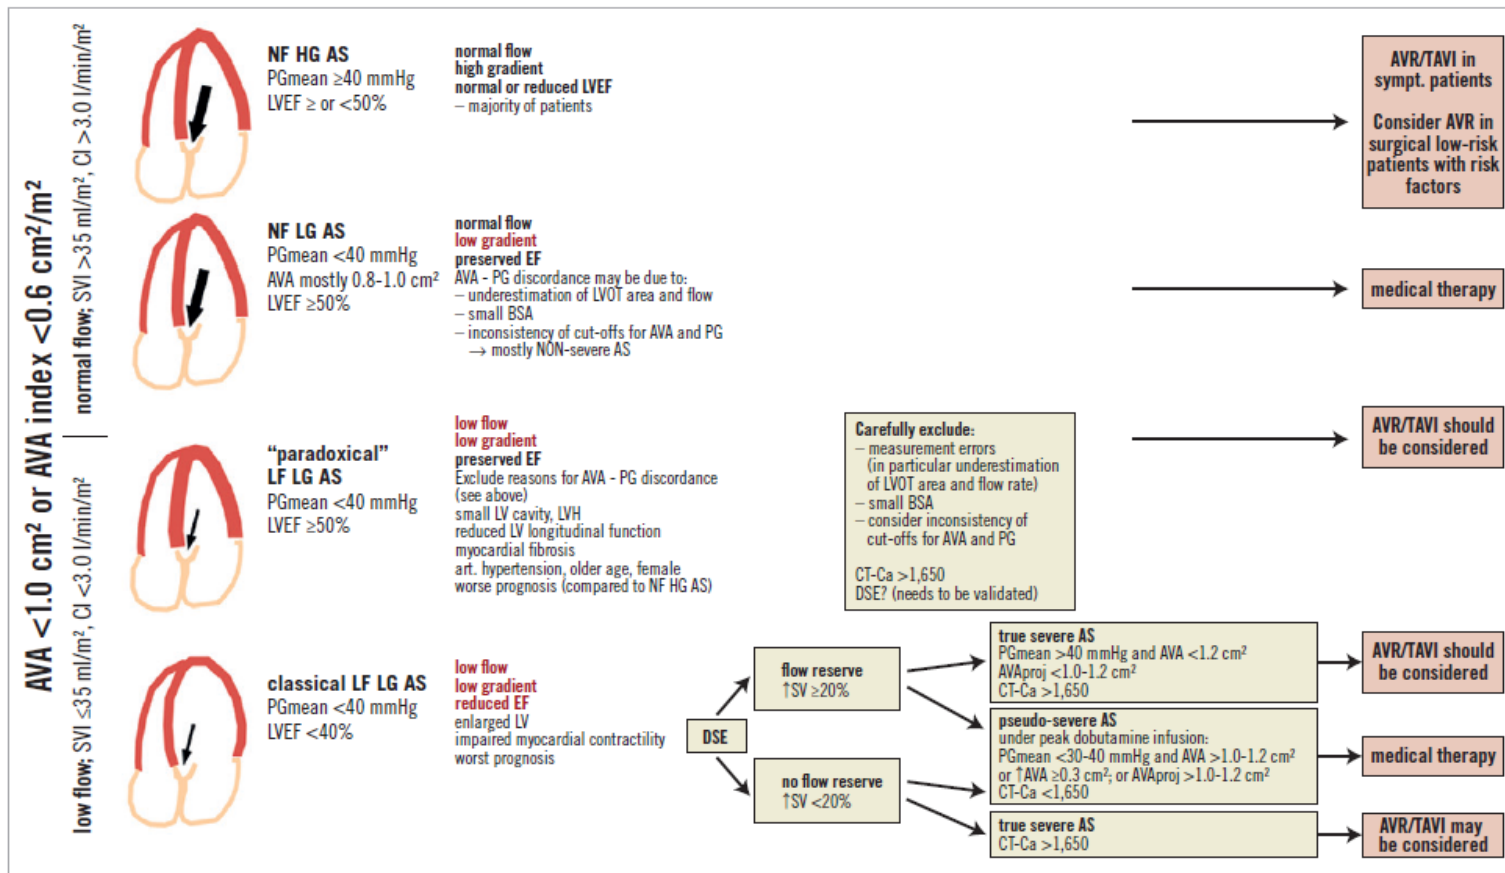 AVA <1.0 cm² or AVA index <0.6 cm²/m²
normal flow; SVI >35 ml/m², CI >3.0 l/min/m²
NF HG AS
PGmean ≥40 mmHg
LVEF ≥ or <50%
normal flow
high gradient
normal or reduced LVEF
– majority of patients
AVR/TAVI in
sympt. patients
Consider AVR in
surgical low-risk
patients with risk
factors
NF LG AS
PGmean <40 mmHg
AVA mostly 0.8-1.0 cm²
LVEF ≥50%
normal flow
low gradient
preserved EF
AVA - PG discordance may be due to:
– underestimation of LVOT area and flow
– small BSA
– inconsistency of cut-offs for AVA and PG
→ mostly NON-severe AS
medical therapy
low flow; SVI ≤35 ml/m², CI <3.0 l/min/m²
“paradoxical”
LF LG AS
PGmean <40 mmHg
LVEF ≥50%
low flow
low gradient
preserved EF
Exclude reasons for AVA - PG discordance
(see above)
small LV cavity, LVH
reduced LV longitudinal function
myocardial fibrosis
art. hypertension, older age, female
worse prognosis (compared to NF HG AS)
Carefully exclude:
– measurement errors
(in particular underestimation
of LVOT area and flow rate)
– small BSA
– consider inconsistency of
cut-offs for AVA and PG
CT-Ca >1,650
DSE? (needs to be validated)
AVR/TAVI should
be considered
classical LF LG AS
PGmean <40 mmHg
LVEF <40%
low flow
low gradient
reduced EF
enlarged LV
impaired myocardial contractility
worst prognosis
DSE
flow reserve
↑SV ≥20%
no flow reserve
↑SV <20%
true severe AS
PGmean >40 mmHg and AVA <1.2 cm²
AVAproj <1.0-1.2 cm²
CT-Ca >1,650
AVR/TAVI should
be considered
pseudo-severe AS
under peak dobutamine infusion:
PGmean <30-40 mmHg and AVA >1.0-1.2 cm²
or ↑AVA ≥0.3 cm²; or AVAproj >1.0-1.2 cm²
CT-Ca <1,650
medical therapy
true severe AS
CT-Ca >1,650
AVR/TAVI may
be considered